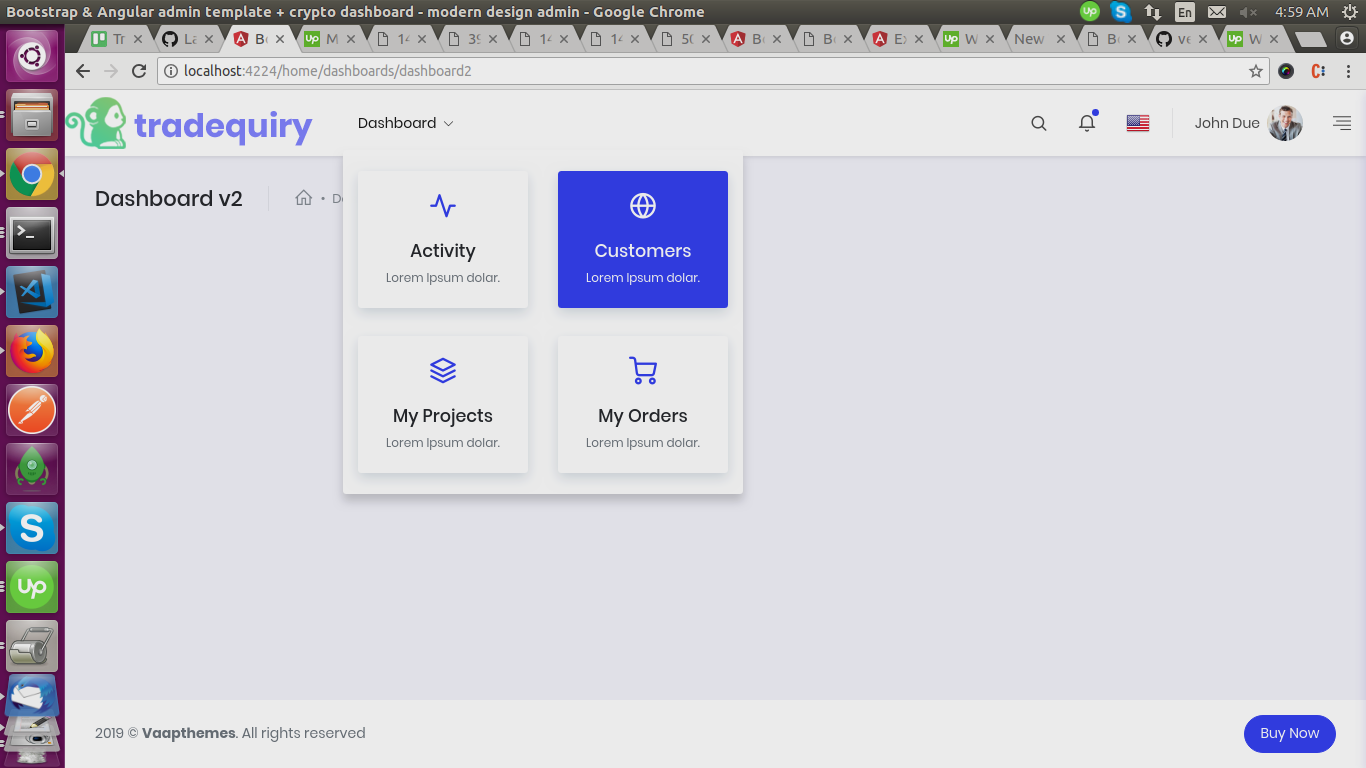 Bootstrap & Angular admin template + crypto dashboard - modern design admin - Google Chrome
Up
S
En
4:59 AM
Tr
La
Bo
M
14
39
14
14
50
Bo
Bo
Ex
W
New
Bo
ve
W
localhost:4224/home/dashboards/dashboard2
tradequiry
Dashboard
John Due
Dashboard v2
Activity
Lorem Ipsum dolar.
Customers
Lorem Ipsum dolar.
My Projects
Lorem Ipsum dolar.
My Orders
Lorem Ipsum dolar.
2019 © Vaapthemes. All rights reserved
Buy Now